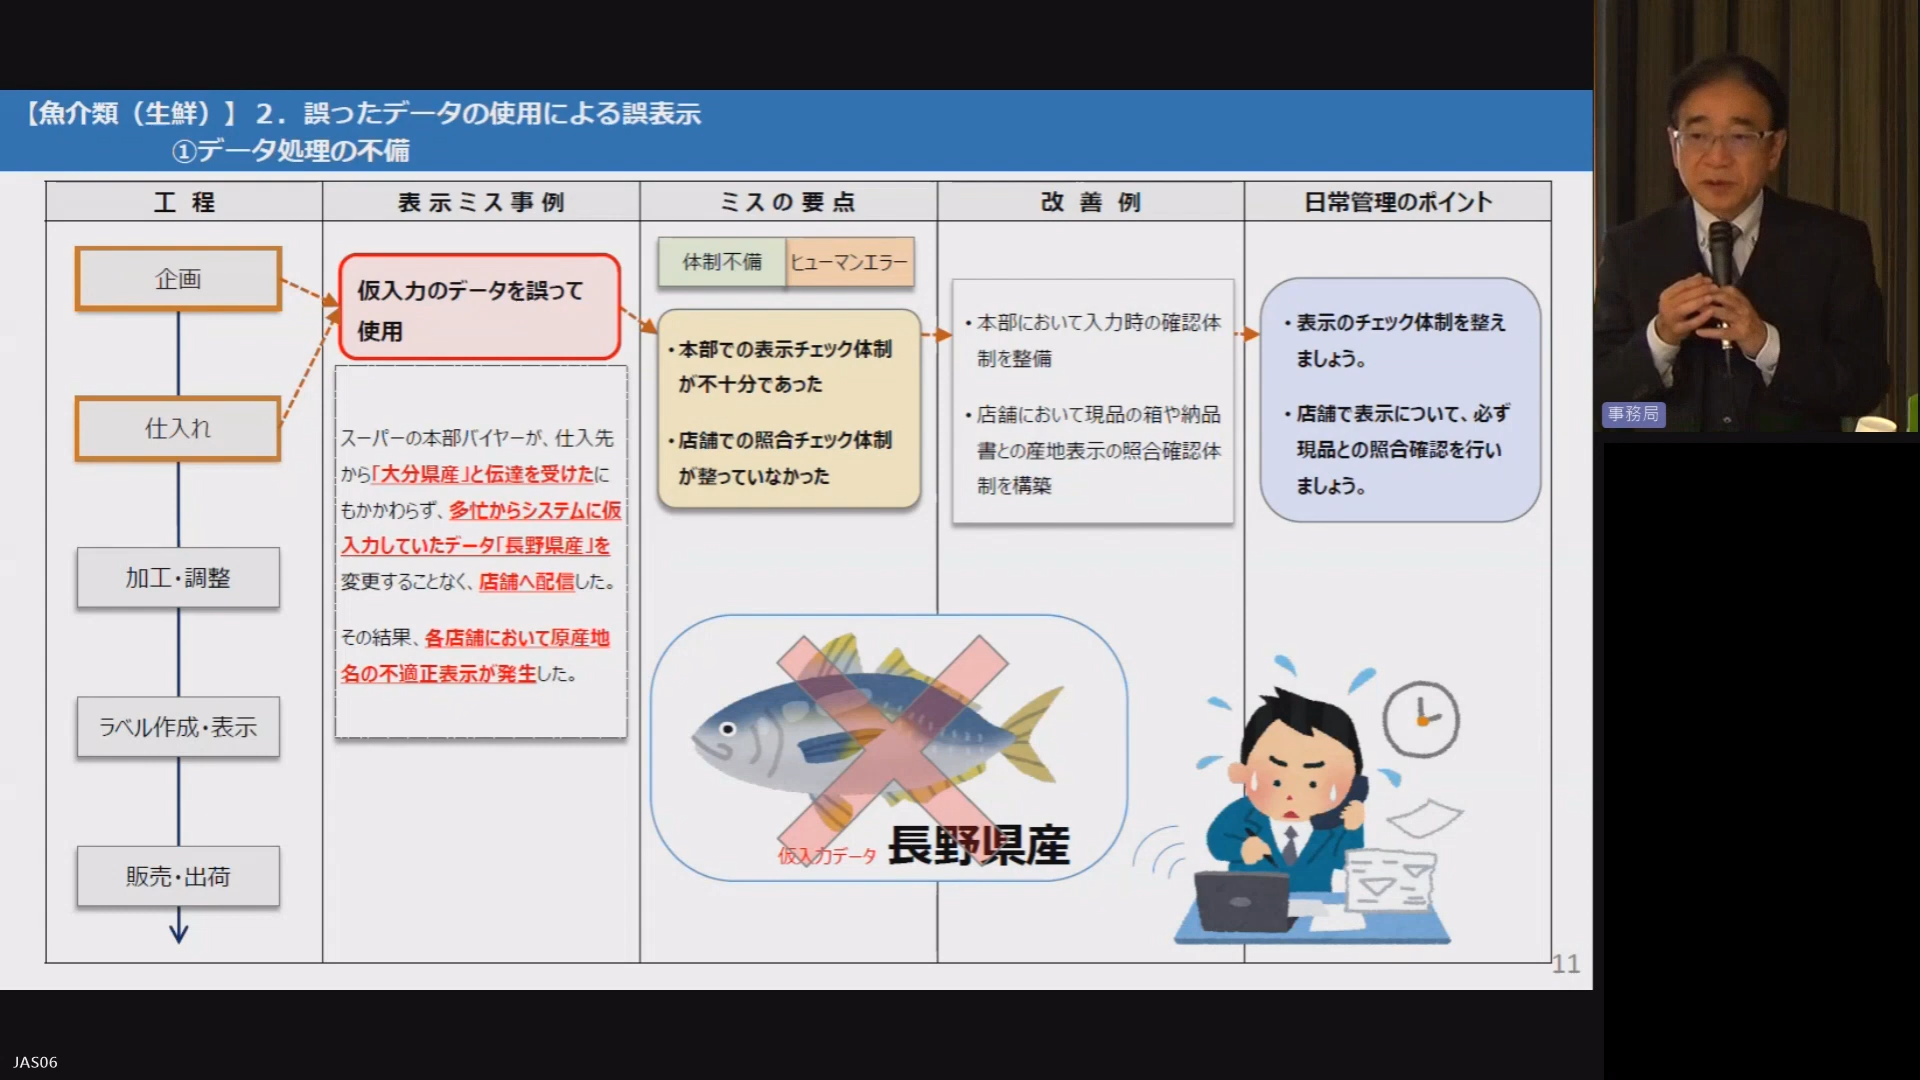 【魚介類（生鮮）】２．誤ったデータの使用による誤表示
①データ処理の不備
工 程
表 示 ミ ス 事 例
ミ ス の 要 点
改 善 例
日常管理のポイント
企画
仕入れ
加工・調整
ラベル作成・表示
販売・出荷
仮入力のデータを誤って
使用
スーパーの本部バイヤーが、仕入先
から「大分県産」と伝達を受けたに
もかかわらず、多忙からシステムに仮
入力していたデータ「長野県産」を
変更することなく、店舗へ配信した。
その結果、各店舗において原産地
名の不適正表示が発生した。
体制不備
ヒューマンエラー
・本部での表示チェック体制
が不十分であった
・店舗での照合チェック体制
が整っていなかった
・本部において入力時の確認体
制を整備
・店舗において現品の箱や納品
書との産地表示の照合確認体
制を構築
・表示のチェック体制を整え
ましょう。
・店舗で表示について、必ず
現品との照合確認を行い
ましょう。
仮入力データ
長野県産
11
事務局
JAS06